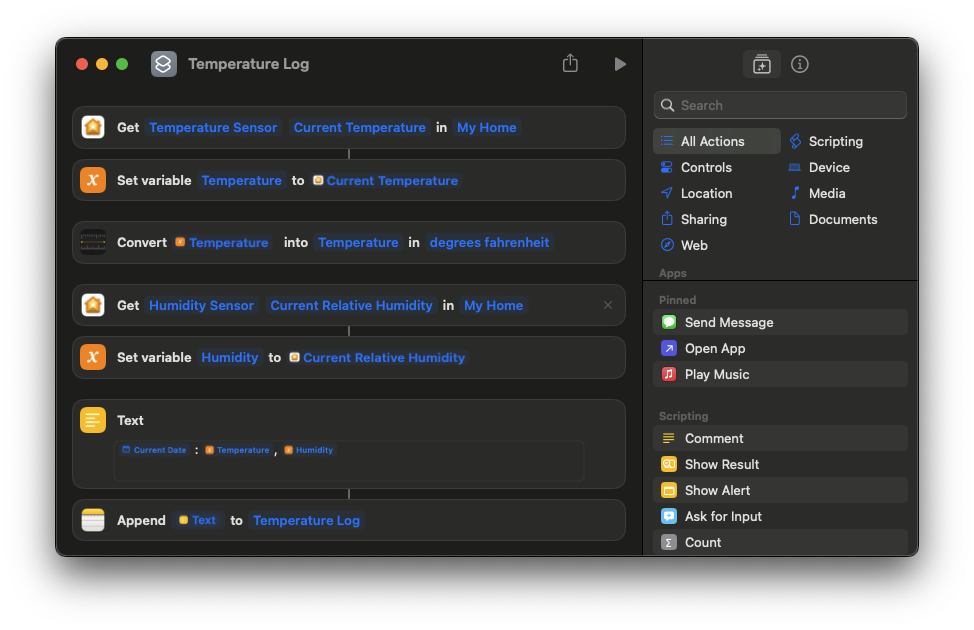 Temperature Log
Get Temperature Sensor Current Temperature in My Home
Set variable Temperature to Current Temperature
Convert Temperature into Temperature in degrees fahrenheit
Get Humidity Sensor Current Relative Humidity in My Home
Set variable Humidity to Current Relative Humidity
Text
Current Date : Temperature , Humidity
Append Text to Temperature Log
Search
All Actions
Scripting
Controls
Device
Location
Media
Sharing
Documents
Web
Apps
Pinned
Send Message
Open App
Play Music
Scripting
Comment
Show Result
Show Alert
Ask for Input
Count